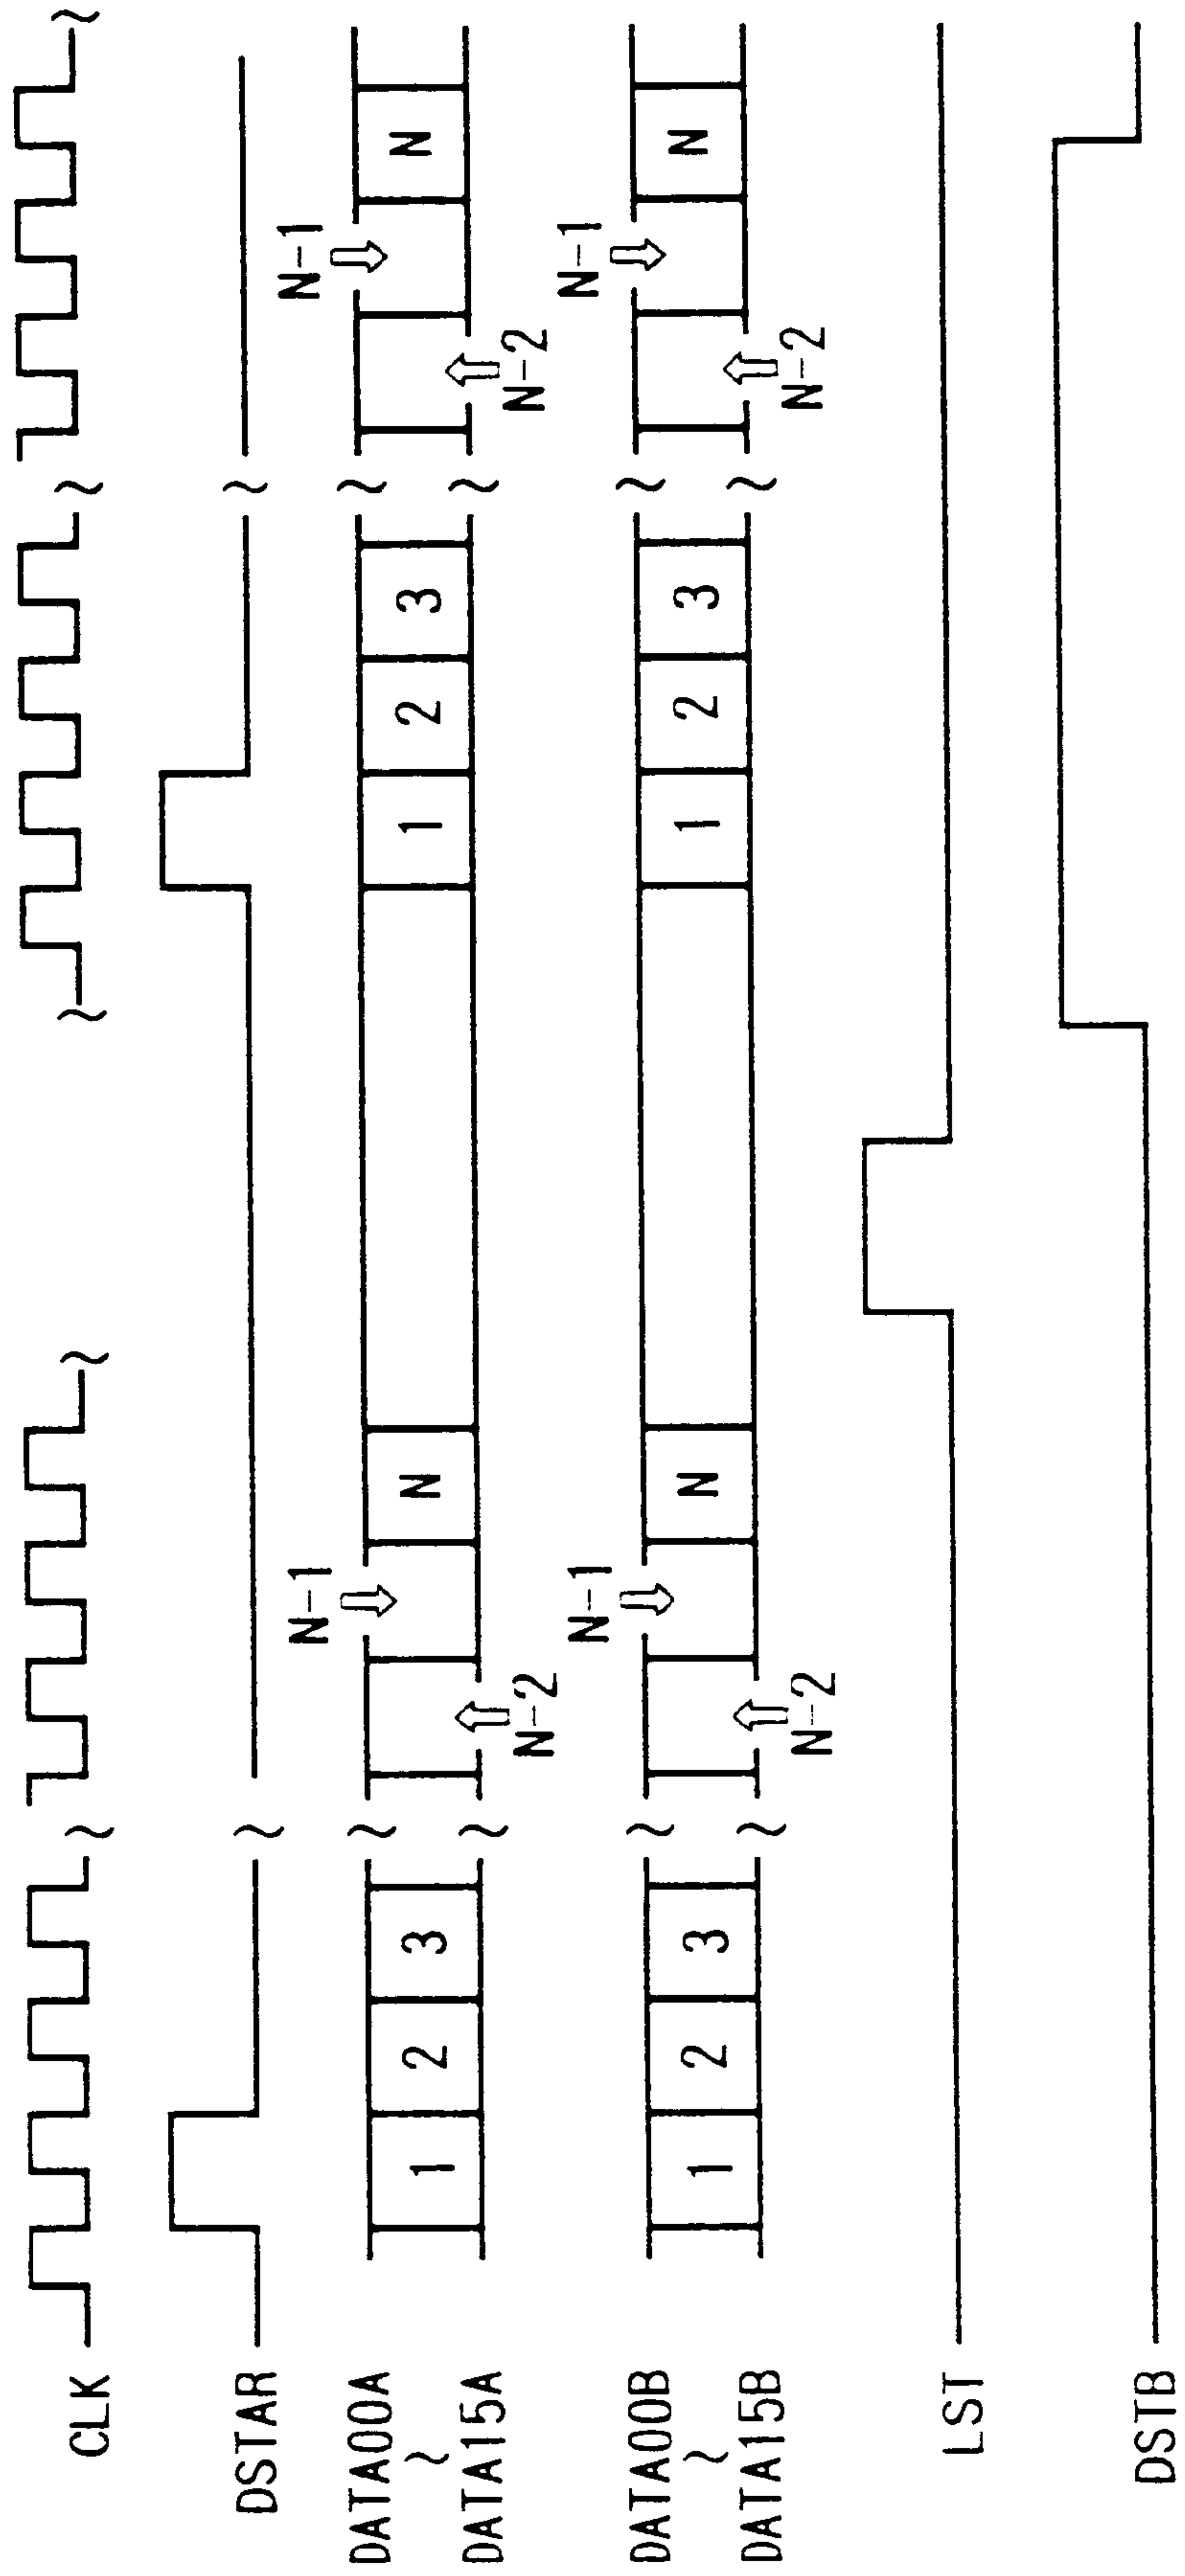 CLK
DSTAR
DATA00A
~
DATA15A
1 2 3 N-2 N-1 N 1 2 3 N-2 N-1 N
DATA00B
~
DATA15B
1 2 3 N-2 N-1 N 1 2 3 N-2 N-1 N
LST
DSTB